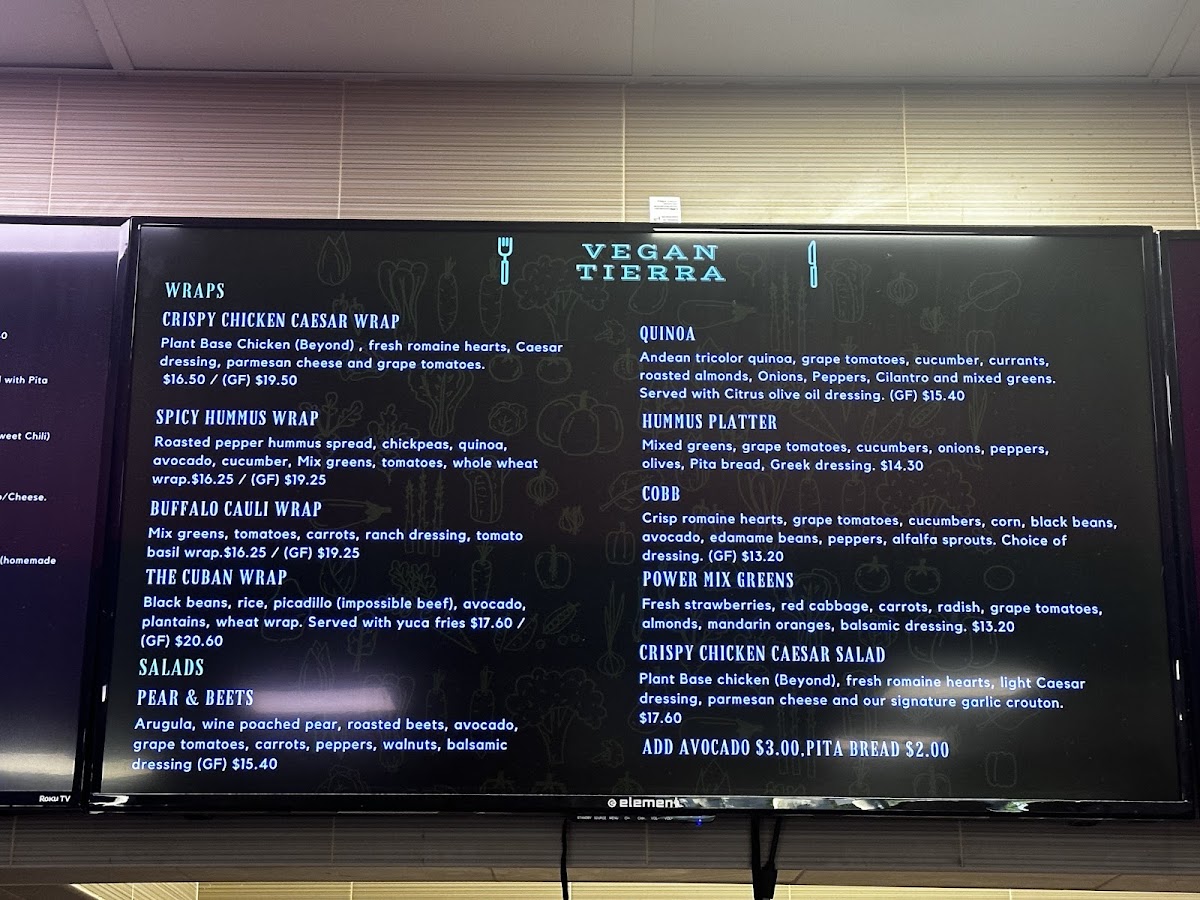 VEGAN
TIERRA
WRAPS
CRISPY CHICKEN CAESAR WRAP
Plant Base Chicken (Beyond) , fresh romaine hearts, Caesar
dressing, parmesan cheese and grape tomatoes.
$16.50 / (GF) $19.50
SPICY HUMMUS WRAP
Roasted pepper hummus spread, chickpeas, quinoa,
avocado, cucumber, Mix greens, tomatoes, whole wheat
wrap.$16.25 / (GF) $19.25
BUFFALO CAULI WRAP
Mix greens, tomatoes, carrots, ranch dressing, tomato
basil wrap.$16.25 / (GF) $19.25
THE CUBAN WRAP
Black beans, rice, picadillo (impossible beef), avocado,
plantains, wheat wrap. Served with yuca fries $17.60 /
(GF) $20.60
SALADS
PEAR & BEETS
Arugula, wine poached pear, roasted beets, avocado,
grape tomatoes, carrots, peppers, walnuts, balsamic
dressing (GF) $15.40
QUINOA
Andean tricolor quinoa, grape tomatoes, cucumber, currants,
roasted almonds, Onions, Peppers, Cilantro and mixed greens.
Served with Citrus olive oil dressing. (GF) $15.40
HUMMUS PLATTER
Mixed greens, grape tomatoes, cucumbers, onions, peppers,
olives, Pita bread, Greek dressing. $14.30
COBB
Crisp romaine hearts, grape tomatoes, cucumbers, corn, black beans,
avocado, edamame beans, peppers, alfalfa sprouts. Choice of
dressing. (GF) $13.20
POWER MIX GREENS
Fresh strawberries, red cabbage, carrots, radish, grape tomatoes,
almonds, mandarin oranges, balsamic dressing. $13.20
CRISPY CHICKEN CAESAR SALAD
Plant Base chicken (Beyond), fresh romaine hearts, light Caesar
dressing, parmesan cheese and our signature garlic crouton.
$17.60
ADD AVOCADO $3.00,PITA BREAD $2.00
with Pita
weet Chili)
/Cheese.
(homemade
Roku TV
element